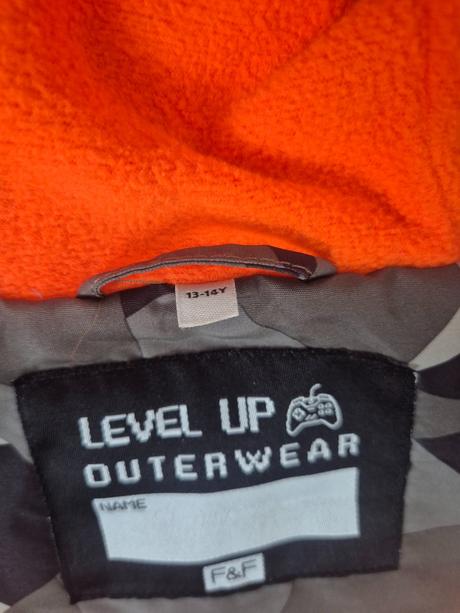 13-14Y
LEVEL UP
OUTERWEAR
NAME
F&F